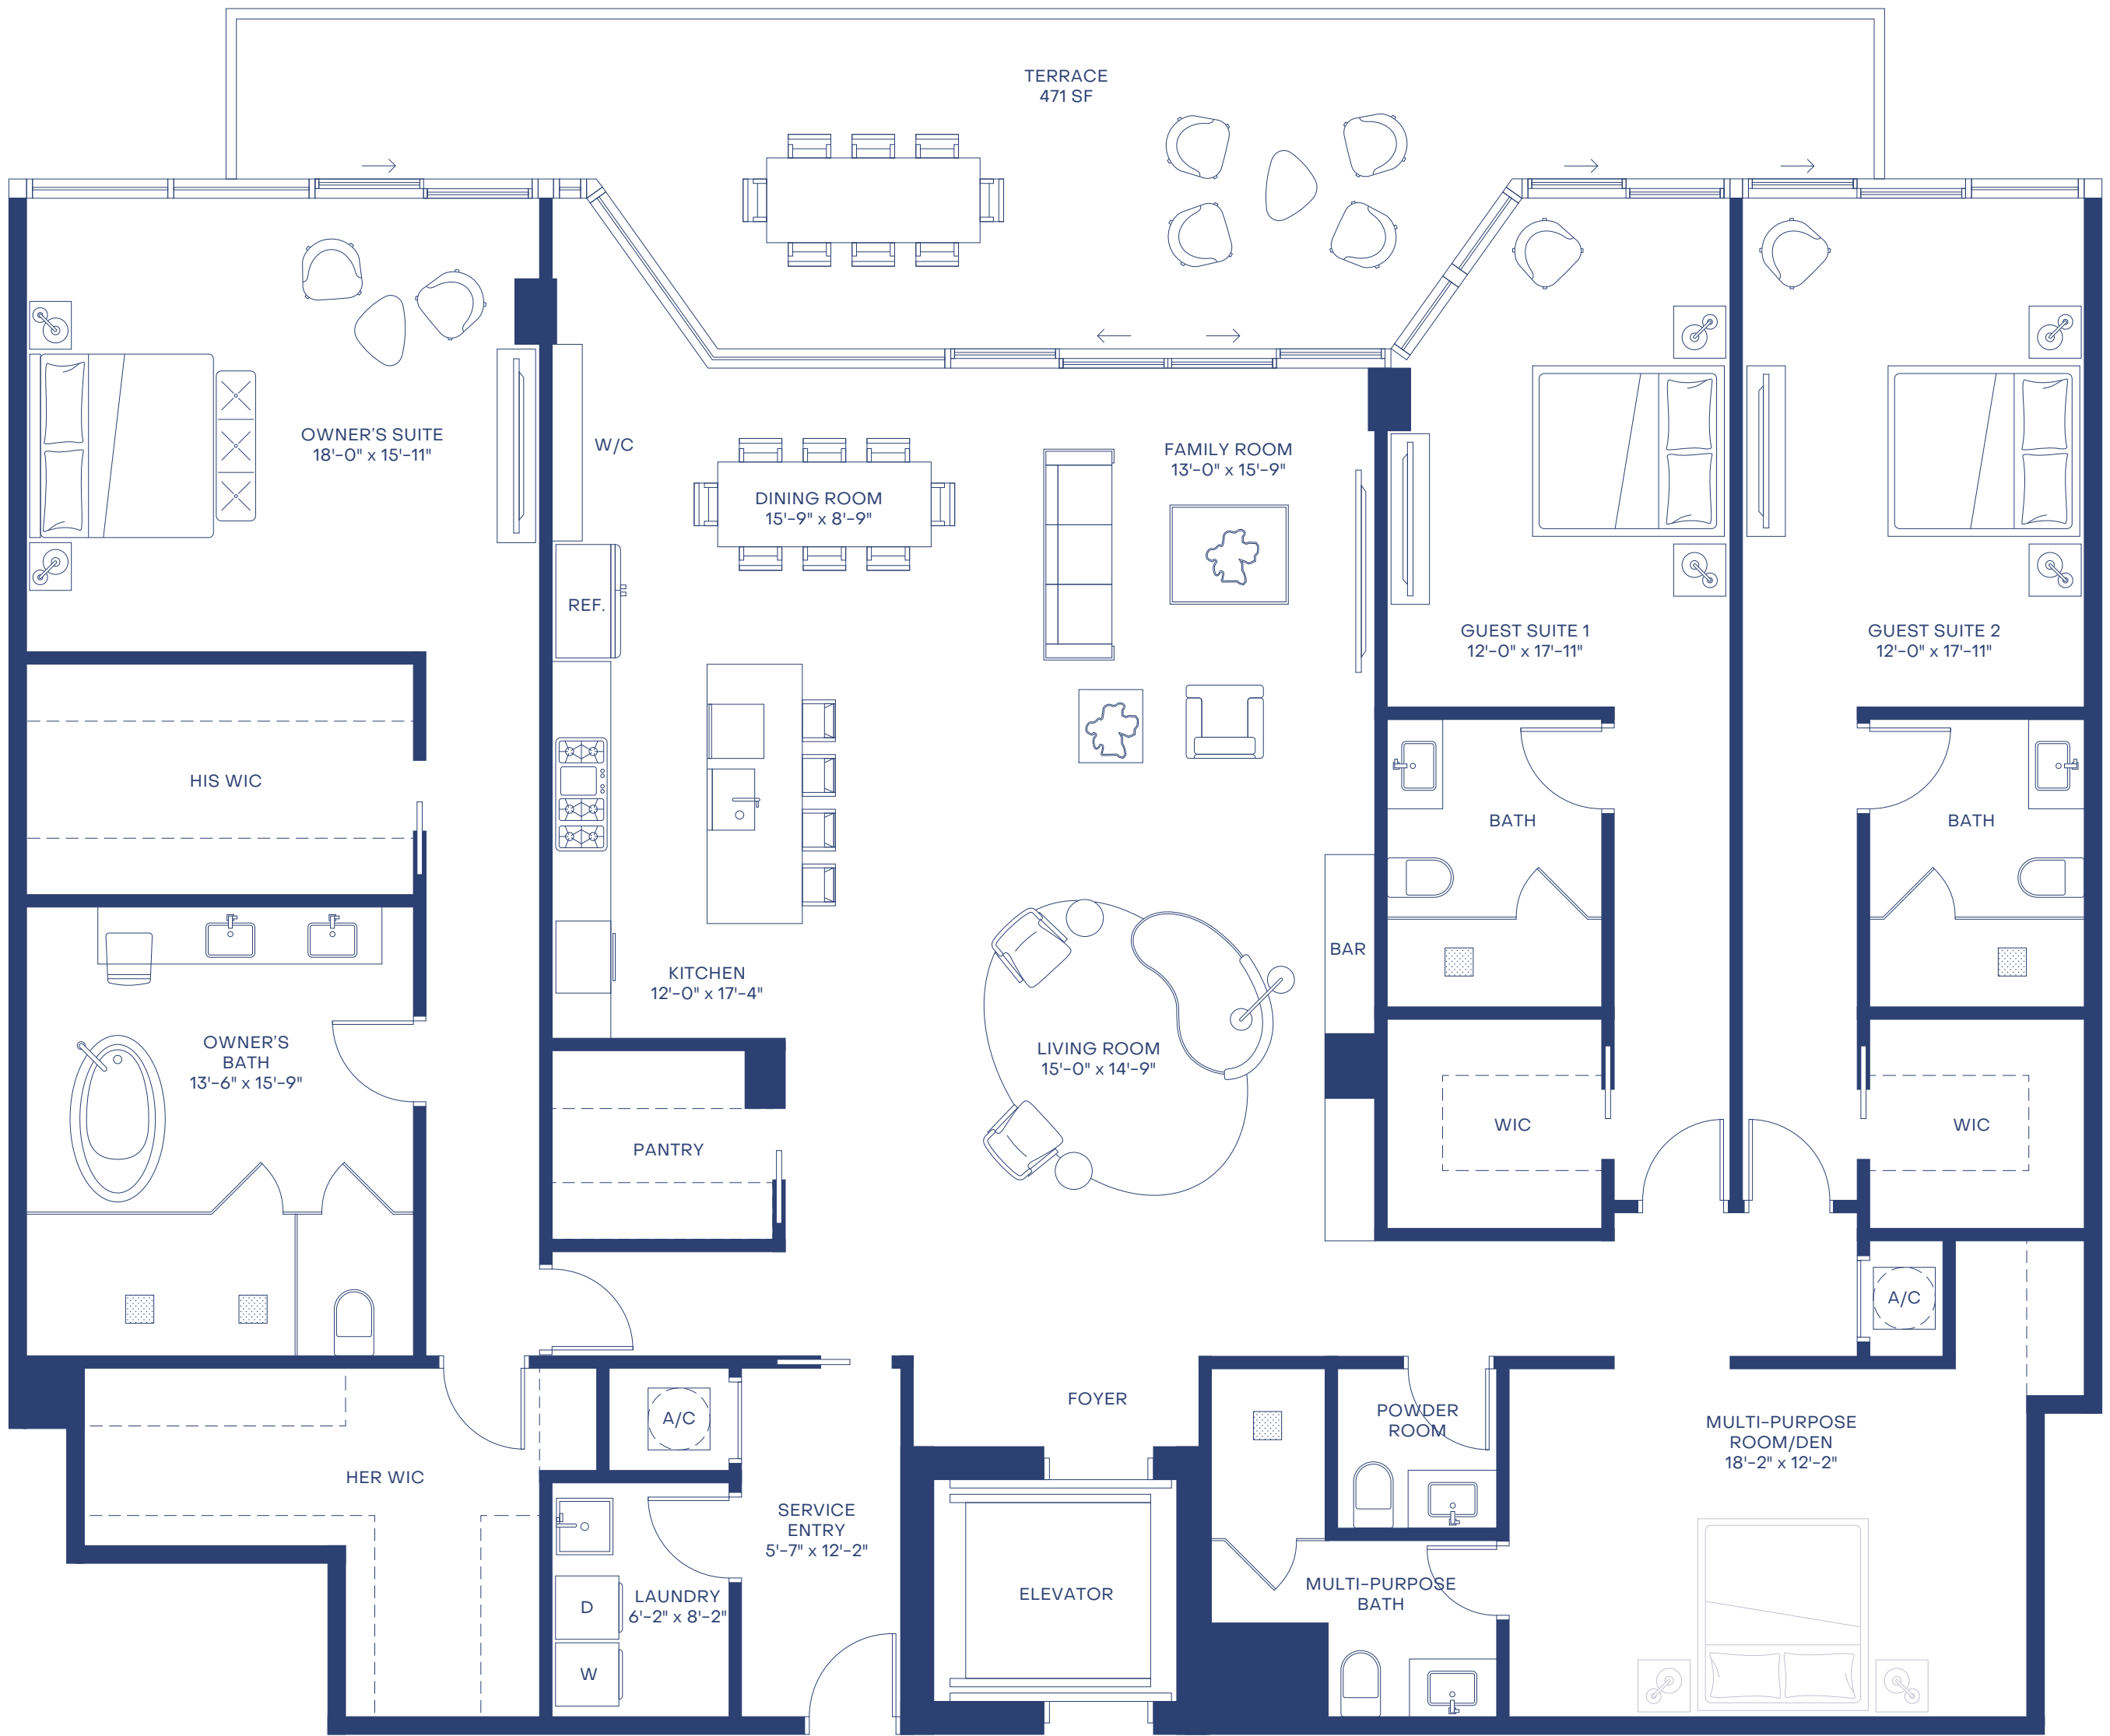 TERRACE
471 SF
OWNER'S SUITE
18'-0" x 15'-11"
W/C
DINING ROOM
15'-9" x 8'-9"
FAMILY ROOM
13'-0" x 15'-9"
REF.
GUEST SUITE 1
12'-0" x 17'-11"
GUEST SUITE 2
12'-0" x 17'-11"
HIS WIC
BATH
BATH
BAR
KITCHEN
12'-0" x 17'-4"
OWNER'S
BATH
13'-6" x 15'-9"
LIVING ROOM
15'-0" x 14'-9"
PANTRY
WIC
WIC
A/C
FOYER
A/C
POWDER
ROOM
MULTI-PURPOSE
ROOM/DEN
18'-2" x 12'-2"
HER WIC
SERVICE
ENTRY
5'-7" x 12'-2"
ELEVATOR
MULTI-PURPOSE
BATH
D
LAUNDRY
6'-2" x 8'-2"
W